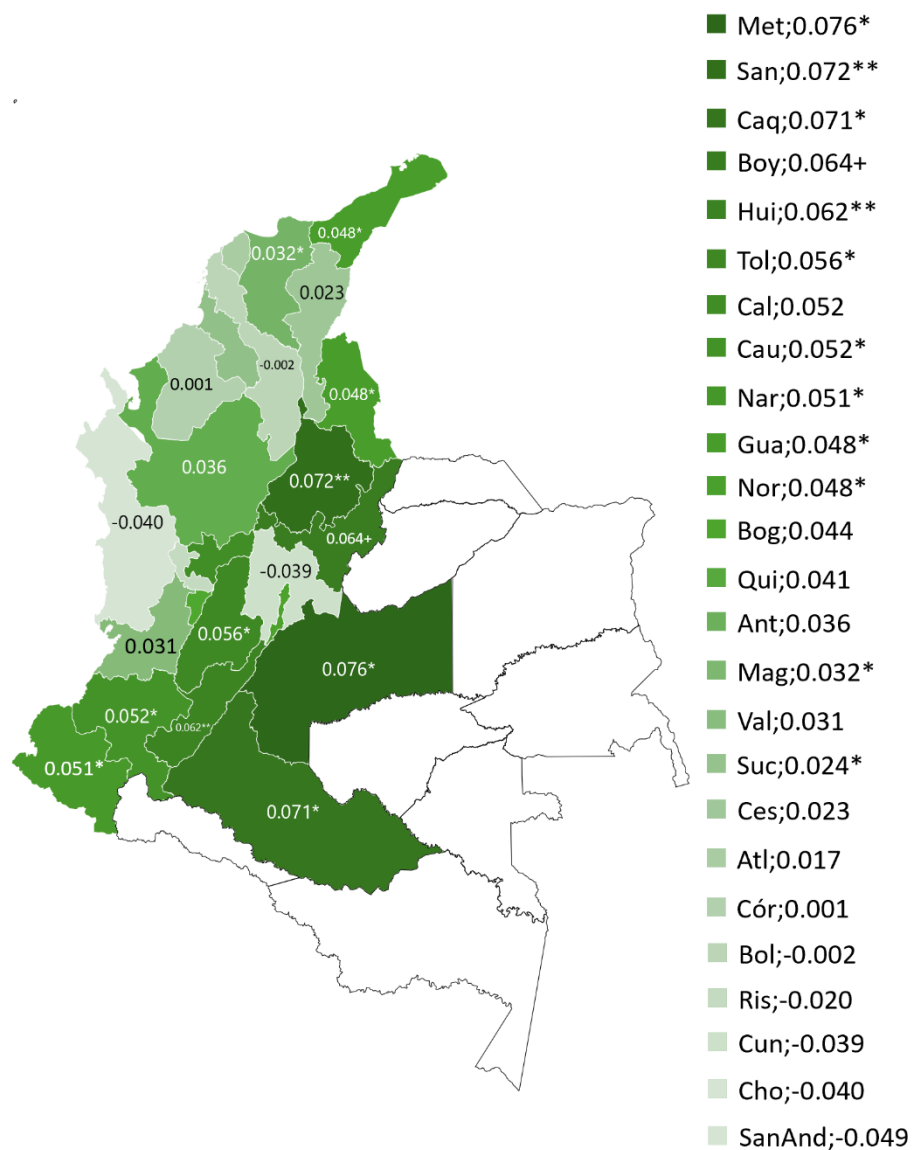 Met;0.076*
San;0.072**
Caq;0.071*
Boy;0.064+
Hui;0.062**
Tol;0.056*
Cal;0.052
Cau;0.052*
Nar;0.051*
Gua;0.048*
Nor;0.048*
Bog;0.044
Qui;0.041
Ant;0.036
Mag;0.032*
Val;0.031
Suc;0.024*
Ces;0.023
Atl;0.017
Cór;0.001
Bol;-0.002
Ris;-0.020
Cun;-0.039
Cho;-0.040
SanAnd;-0.049
0.048*
0.032*
0.023
-0.002
0.001
0.048*
0.036
0.072**
-0.040
0.064+
-0.039
0.056*
0.031
0.076*
0.052*
0.062**
0.051*
0.071*